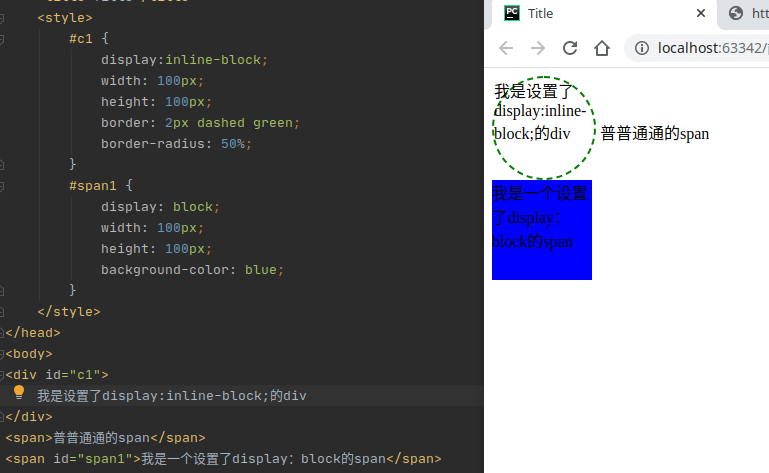 <style>
#c1 {
display:inline-block;
width: 100px;
height: 100px;
border: 2px dashed green;
border-radius: 50%;
}
#span1 {
display: block;
width: 100px;
height: 100px;
background-color: blue;
}
</style>
</head>
<body>
<div id="c1">
我是设置了display:inline-block;的div
</div>
<span>普普通通的span</span>
<span id="span1">我是一个设置了display：block的span</span>
PC Title
localhost:63342/
我是设置了
display:inline-
block;的div
普普通通的span
我是一个设置
了display：
block的span